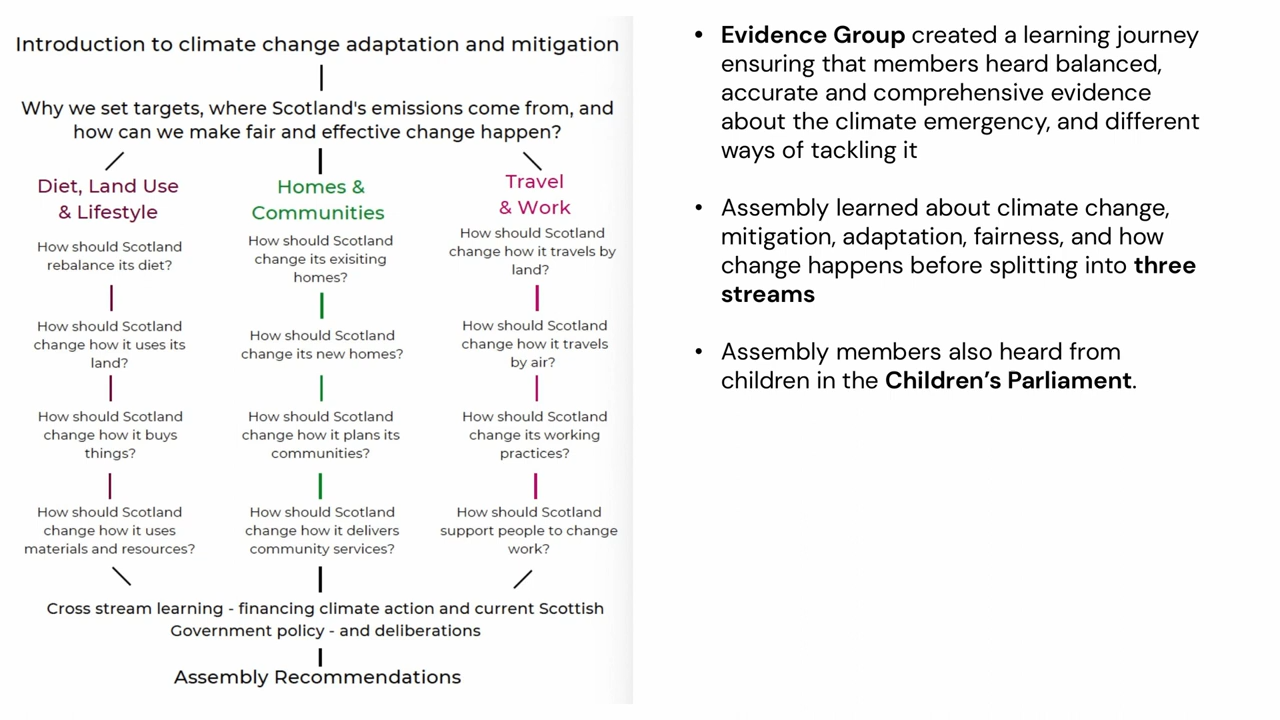 Introduction to climate change adaptation and mitigation
Why we set targets, where Scotland's emissions come from, and
how can we make fair and effective change happen?
Diet, Land Use
& Lifestyle
How should Scotland
rebalance its diet?
How should Scotland
change how it uses its
land?
How should Scotland
change how it buys
things?
How should Scotland
change how it uses
materials and resources?
Homes &
Communities
How should Scotland
change its exisiting
homes?
How should Scotland
change its new homes?
How should Scotland
change how it plans its
communities?
How should Scotland
change how it delivers
community services?
Travel
& Work
How should Scotland
change how it travels by
land?
How should Scotland
change how it travels
by air?
How should Scotland
change its working
practices?
How should Scotland
support people to change
work?
Cross stream learning - financing climate action and current Scottish
Government policy - and deliberations
Assembly Recommendations
• Evidence Group created a learning journey
ensuring that members heard balanced,
accurate and comprehensive evidence
about the climate emergency, and different
ways of tackling it
• Assembly learned about climate change,
mitigation, adaptation, fairness, and how
change happens before splitting into three
streams
• Assembly members also heard from
children in the Children's Parliament.